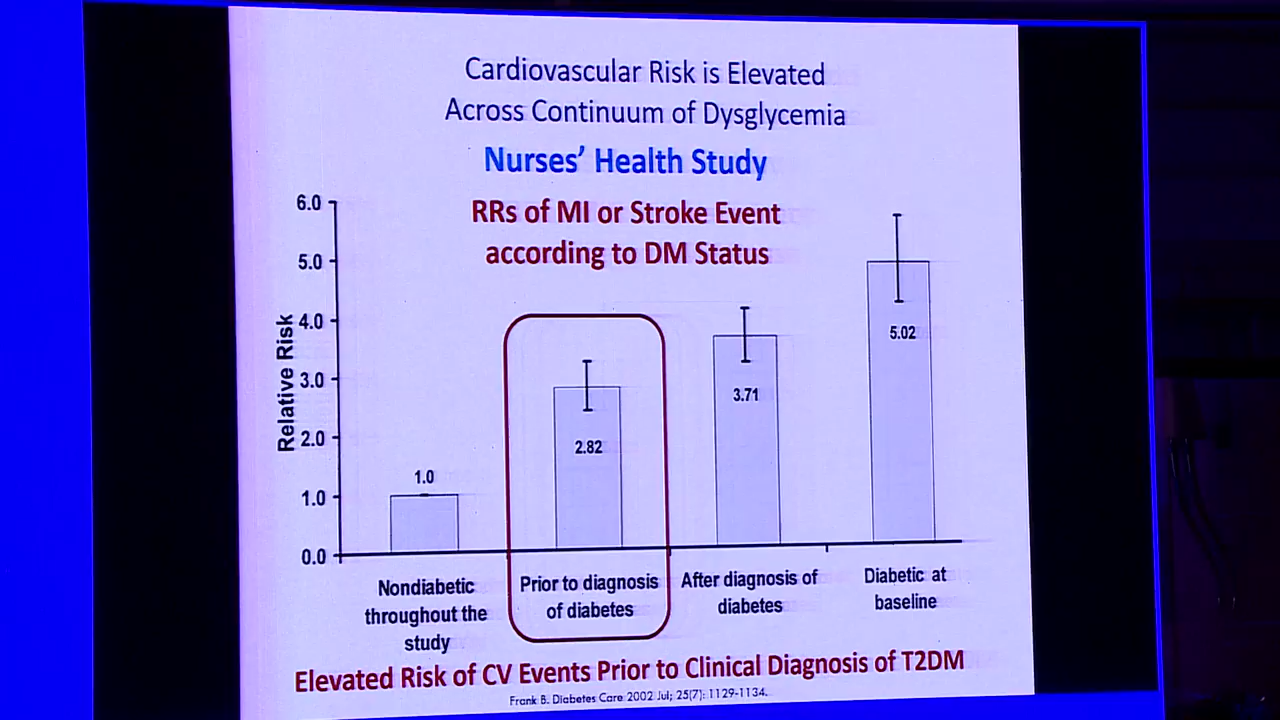 Cardiovascular Risk is Elevated
Across Continuum of Dysglycemia
Nurses' Health Study
RRs of MI or Stroke Event
according to DM Status
Relative Risk
6.0
5.0
4.0
3.0
2.0
1.0
0.0
1.0
2.82
3.71
5.02
Nondiabetic
throughout the
study
Prior to diagnosis
of diabetes
After diagnosis of
diabetes
Diabetic at
baseline
Elevated Risk of CV Events Prior to Clinical Diagnosis of T2DM
Frank B. Diabetes Care 2002 Jul; 25(7): 1129-1134.